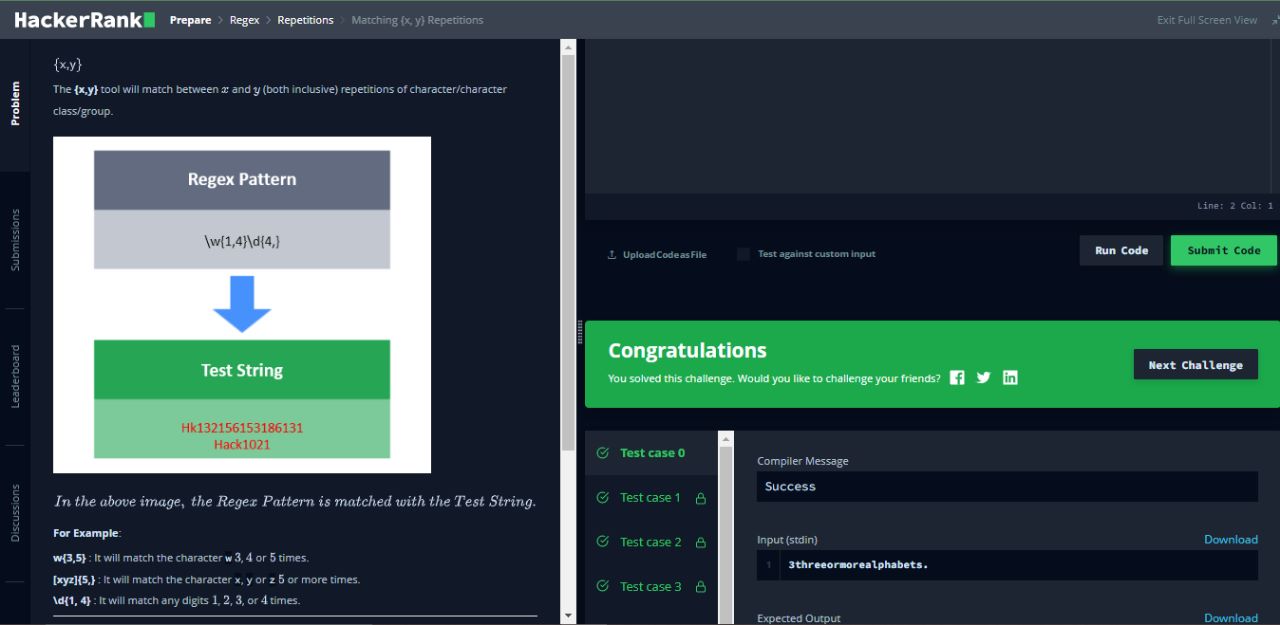 HackerRank Prepare > Regex > Repetitions > Matching {x, y} Repetitions Exit Full Screen View
Problem
Submissions
Leaderboard
Discussions
{x,y}
The {x,y} tool will match between x and y (both inclusive) repetitions of character/character
class/group.
Regex Pattern
\w{1,4}\d{4,}
Test String
Hk132156153186131
Hack1021
In the above image, the Regex Pattern is matched with the Test String.
For Example:
w{3,5} : It will match the character w 3, 4 or 5 times.
[xyz]{5,} : It will match the character x, y or z 5 or more times.
\d{1, 4} : It will match any digits 1, 2, 3, or 4 times.
Line: 2 Col: 1
Upload Code as File Test against custom input Run Code Submit Code
Congratulations
You solved this challenge. Would you like to challenge your friends?
Next Challenge
Test case 0
Test case 1
Test case 2
Test case 3
Compiler Message
Success
Input (stdin) Download
1 3threeormorealphabets.
Expected Output Download